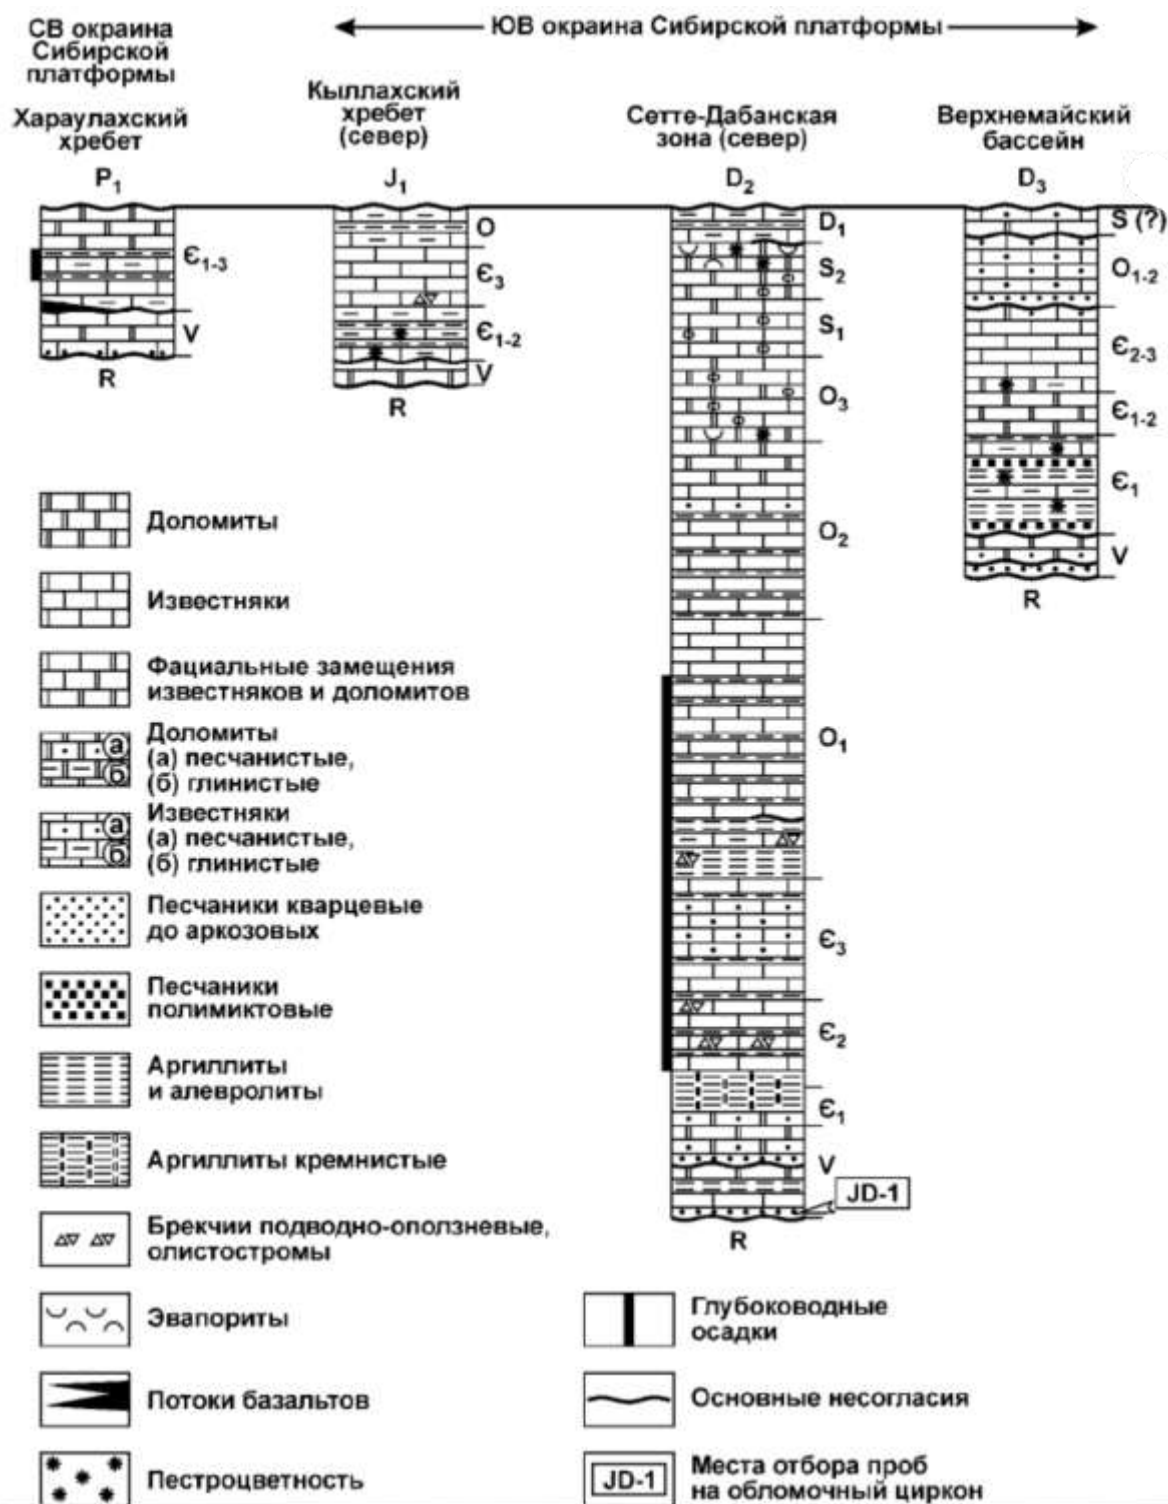 СВ окраина
Сибирской
платформы
ЮВ окраина Сибирской платформы
Хараулахский
хребет
Кыллахский
хребет
(север)
Сетте-Дабанская
зона (север)
Верхнемайский
бассейн
P1
J1
D2
D3
Є1-3
V
R
O
Є3
Є1-2
V
R
D1
S2
S1
O3
O2
O1
Є3
Є2
Є1
V
JD-1
R
S (?)
O1-2
Є2-3
Є1-2
Є1
V
R
Доломиты
Известняки
Фациальные замещения
известняков и доломитов
а
б
Доломиты
(а) песчанистые,
(б) глинистые
а
б
Известняки
(а) песчанистые,
(б) глинистые
Песчаники кварцевые
до аркозовых
Песчаники
полимиктовые
Аргиллиты
и алевролиты
Аргиллиты кремнистые
Брекчии подводно-оползневые,
олистостромы
Эвапориты
Потоки базальтов
Пестроцветность
Глубоководные
осадки
Основные несогласия
JD-1
Места отбора проб
на обломочный циркон